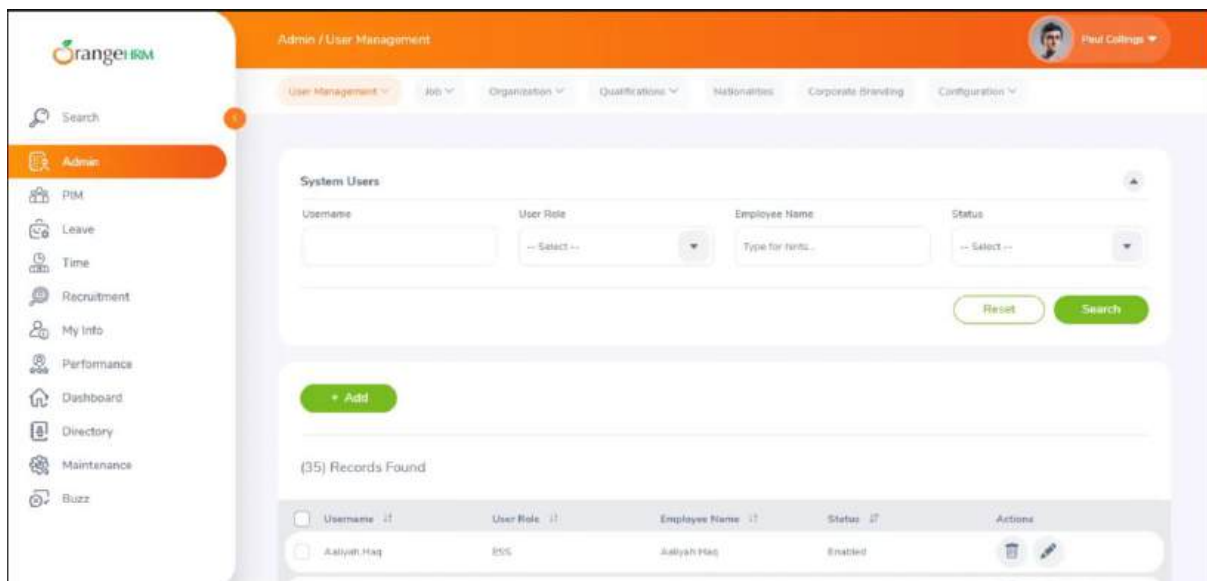 OrangeHRM
Admin / User Management
Paul Collings
User Management
Job
Organization
Qualifications
Nationalities
Corporate Branding
Configuration
Search
Admin
PIM
Leave
Time
Recruitment
My Info
Performance
Dashboard
Directory
Maintenance
Buzz
System Users
Username
User Role
Employee Name
Status
-- Select --
Type for hints...
-- Select --
Reset
Search
+ Add
(35) Records Found
Username
User Role
Employee Name
Status
Actions
Aaliyah.Haq
ESS
Aaliyah Haq
Enabled